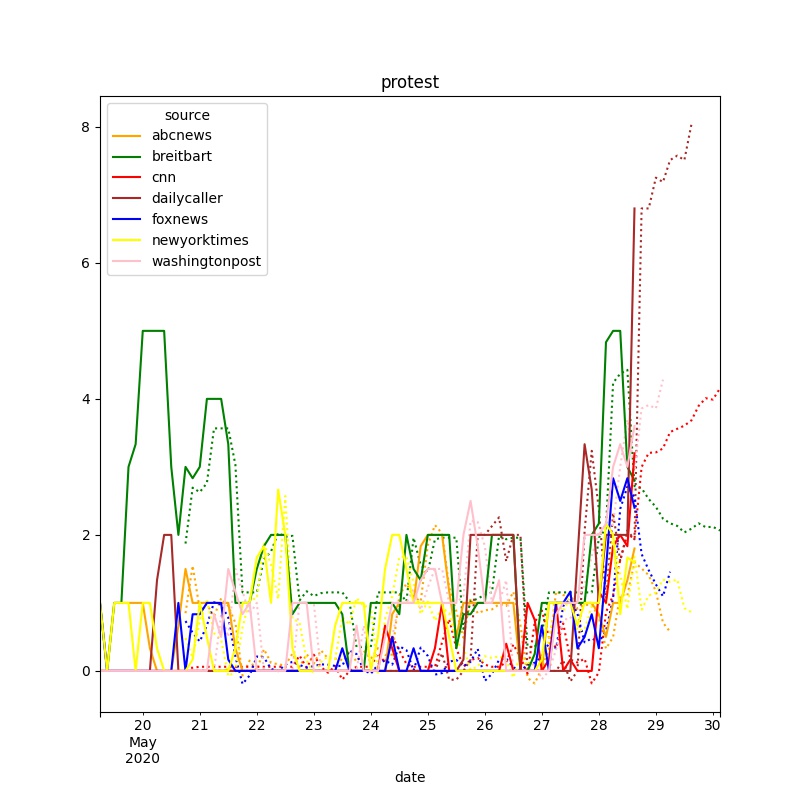 protest
source
abcnews
breitbart
cnn
dailycaller
foxnews
newyorktimes
washingtonpost
8
6
4
2
0
20 21 22 23 24 25 26 27 28 29 30
May
2020
date